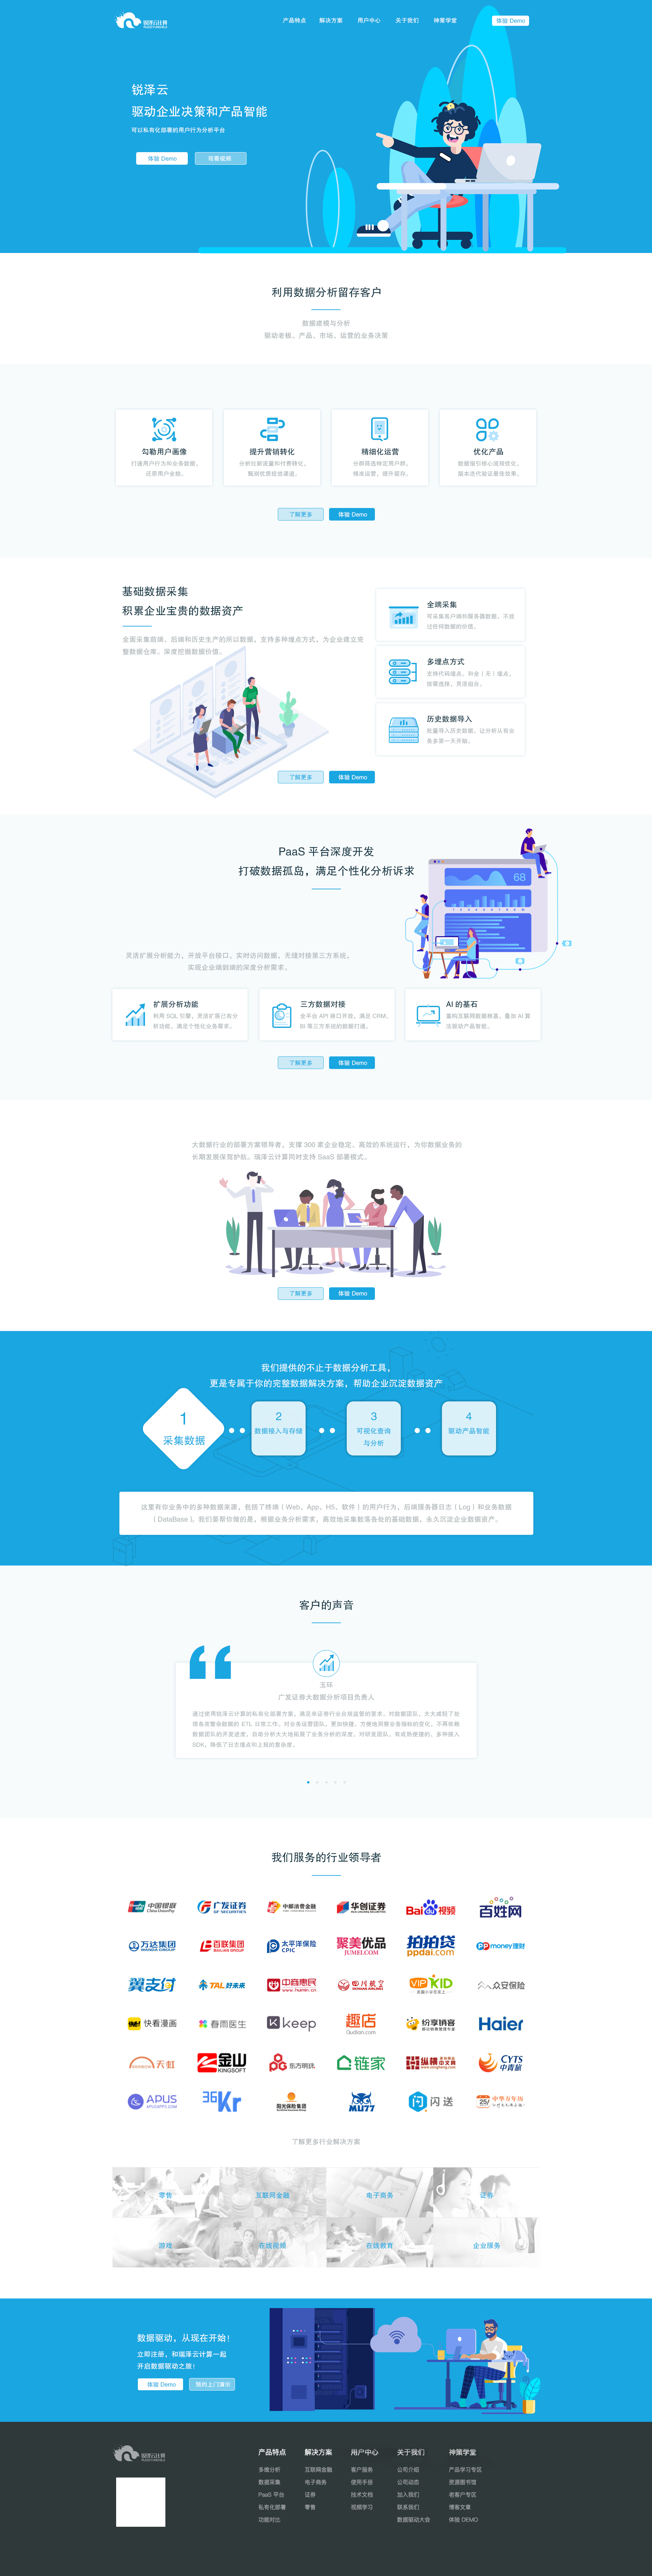 锐泽云计算
产品特点 解决方案 用户中心 关于我们 神策学堂 体验 Demo
锐泽云
驱动企业决策和产品智能
可以私有化部署的用户行为分析平台
体验 Demo 观看视频
利用数据分析留存客户
数据建模与分析
驱动老板、产品、市场、运营的业务决策
勾勒用户画像 提升营销转化 精细化运营 优化产品
打通用户行为和业务数据，
还原用户全貌。
分析拉新流量和付费转化，
甄别优质投放渠道。
分群筛选特定用户群，
精准运营，提升留存。
数据指引核心流程优化，
版本迭代验证最佳效果。
了解更多 体验 Demo
基础数据采集
积累企业宝贵的数据资产
全面采集前端、后端和历史生产的所以数据，支持多种埋点方式，为企业建立完
整数据仓库，深度挖掘数据价值。
全端采集
可采集客户端到服务器数据，不放
过任何数据的价值。
多埋点方式
支持代码埋点、到全（无）埋点，
按需选择、灵活组合。
历史数据导入
批量导入历史数据，让分析从有业
务多第一天开始。
了解更多 体验 Demo
PaaS 平台深度开发
打破数据孤岛，满足个性化分析诉求
68
灵活扩展分析能力，开放平台接口，实时访问数据，无缝对接第三方系统，
实现企业端到端的深度分析需求。
扩展分析功能
利用 SQL 引擎，灵活扩展已有分
析功能，满足个性化业务需求。
三方数据对接
全平台 API 接口开放，满足 CRM、
BI 等三方系统的数据打通。
AI 的基石
重构互联网数据根基，叠加 AI 算
法驱动产品智能。
了解更多 体验 Demo
大数据行业的部署方案领导者，支撑 300 家企业稳定、高效的系统运行，为你数据业务的
长期发展保驾护航。瑞泽云计算同时支持 SaaS 部署模式。
了解更多 体验 Demo
我们提供的不止于数据分析工具，
更是专属于你的完整数据解决方案，帮助企业沉淀数据资产
1
采集数据
2
数据接入与存储
3
可视化查询
与分析
4
驱动产品智能
这里有你业务中的多种数据来源，包括了终端（Web、App、H5、软件）的用户行为，后端服务器日志（Log）和业务数据
（DataBase）。我们要帮你做的是，根据业务分析需求，高效地采集散落各处的基础数据，永久沉淀企业数据资产。
客户的声音
玉环
广发证券大数据分析项目负责人
通过使用锐泽云计算的私有化部署方案，满足来证券行业合规监管的需求。对数据团队，大大减轻了处
理各类繁杂数据的 ETL 日常工作，对业务运营团队，更加快捷、方便地洞察业务指标的变化，不再依赖
数据团队的开发进度，自助分析大大地拓展了业务分析的深度。对研发团队，有成熟便捷的、多种接入
SDK，降低了日志埋点和上报的复杂度。
我们服务的行业领导者
中国银联 China UnionPay 广发证券 GF SECURITIES 中邮消费金融 华创证券 Baidu百度视频 百姓网
万达集团 WANDA GROUP 百联集团 BAILIAN GROUP 太平洋保险 CPIC 聚美优品 JUMEI.COM 拍拍贷 ppdai.com PPmoney理财
翼支付 TAL 好未来 中商惠民 www.huimin.cn 四川航空 SICHUAN AIRLINES VIPKID 众安保险
快看漫画 春雨医生 keep 趣店 Qudian.com 纷享销客 Haier
天虹 金山 KINGSOFT 东方明珠 链家 纵横中文网 CYTS 中青旅
APUS 36Kr 阳光保险集团 MU77 闪送 中华万年历
了解更多行业解决方案
零售 互联网金融 电子商务 证券
游戏 在线视频 在线教育 企业服务
数据驱动，从现在开始！
立即注册，和瑞泽云计算一起
开启数据驱动之旅！
体验 Demo 预约上门演示
锐泽云计算
产品特点 解决方案 用户中心 关于我们 神策学堂
多维分析 互联网金融 客户服务 公司介绍 产品学习专区
数据采集 电子商务 使用手册 公司动态 资源图书馆
PaaS 平台 证券 技术文档 加入我们 老客户专区
私有化部署 零售 视频学习 联系我们 博客文章
功能对比 数据驱动大会 体验 DEMO